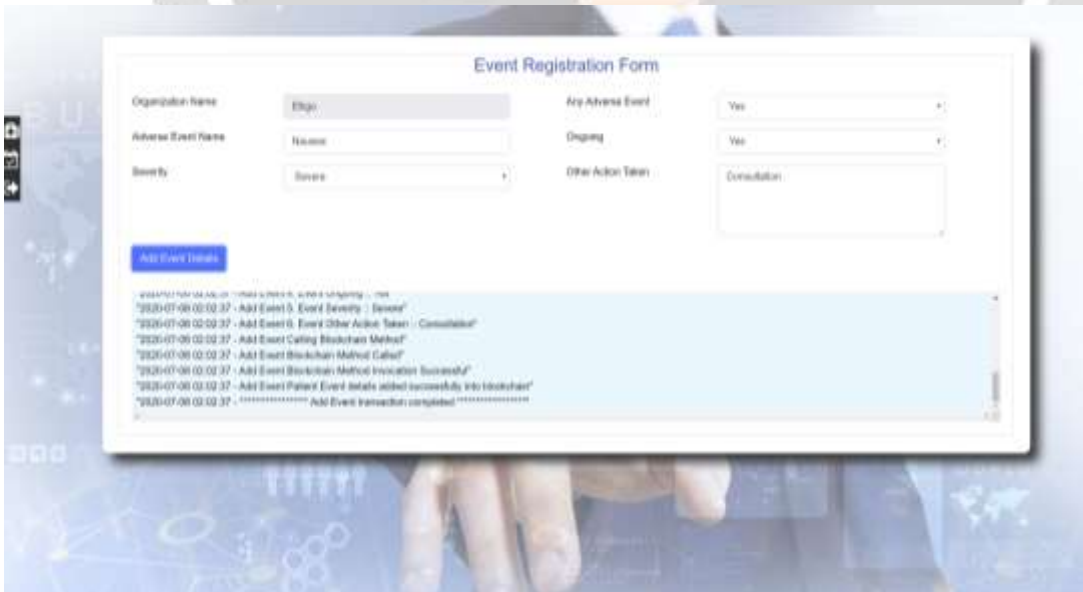 Event Registration Form
Organization Name
Any Adverse Event Yes
Adverse Event Name Nausea
Ongoing Yes
Severity Severe
Other Action Taken Consultation
Add Event Details
"2020-07-08 02:02:37 - Add Event 5. Event Severity :: Severe"
"2020-07-08 02:02:37 - Add Event 6. Event Other Action Taken :: Consultation"
"2020-07-08 02:02:37 - Add Event Calling Blockchain Method"
"2020-07-08 02:02:37 - Add Event Blockchain Method Called"
"2020-07-08 02:02:37 - Add Event Blockchain Method Invocation Successful"
"2020-07-08 02:02:37 - Add Event Patient Event details added successfully into blockchain"
"2020-07-08 02:02:37 - ***************** Add Event transaction completed ******************